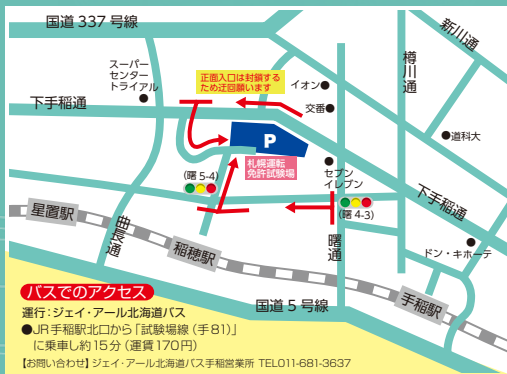 国道 337 号線
新川通
樽川通
スーパー
センター
トライアル
正面入口は封鎖する
ため迂回願います
イオン
交番
下手稲通
道科大
P
札幌運転
免許試験場
セブン
イレブン
(曙 5-4)
(曙 4-3)
下手稲通
星置駅
曲長通
稲穂駅
曙通
ドン・キホーテ
手稲駅
国道 5 号線
バスでのアクセス
運行:ジェイ・アール北海道バス
●JR手稲駅北口から「試験場線(手81)」
に乗車し約15分(運賃170円)
【お問い合わせ】ジェイ・アール北海道バス手稲営業所 TEL011-681-3637